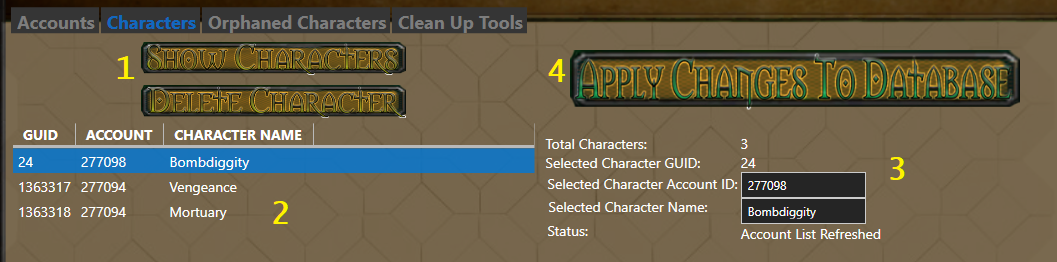 Accounts Characters Orphaned Characters Clean Up Tools
1 Show Characters
Delete Character
4 Apply Changes To Database
GUID ACCOUNT CHARACTER NAME
24 277098 Bombdiggity
1363317 277094 Vengeance
1363318 277094 Mortuary
2
Total Characters: 3
Selected Character GUID: 24
3
Selected Character Account ID: 277098
Selected Character Name: Bombdiggity
Status: Account List Refreshed